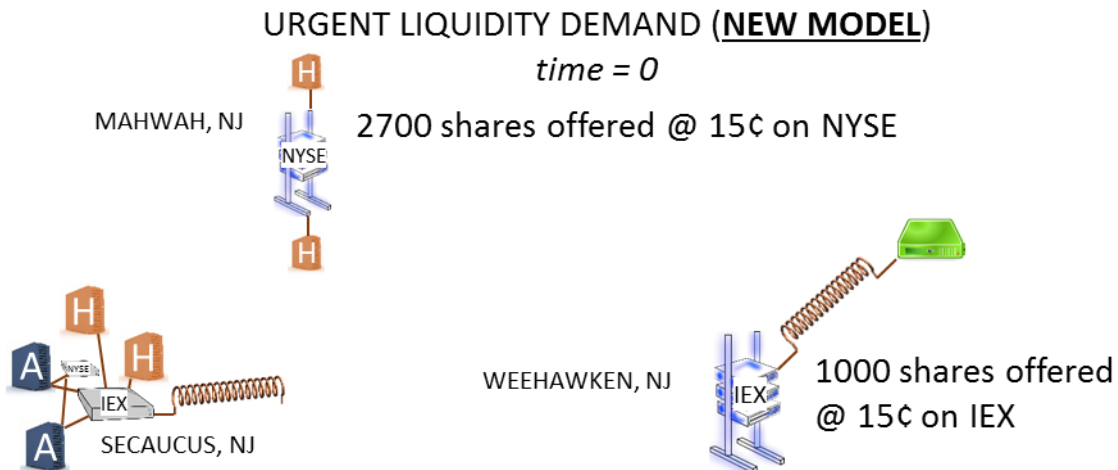 URGENT LIQUIDITY DEMAND (NEW MODEL)
time = 0
H
MAHWAH, NJ
2700 shares offered @ 15¢ on NYSE
NYSE
H
H
A
NYSE
H
IEX
A
SECAUCUS, NJ
WEEHAWKEN, NJ
IEX
1000 shares offered
@ 15¢ on IEX